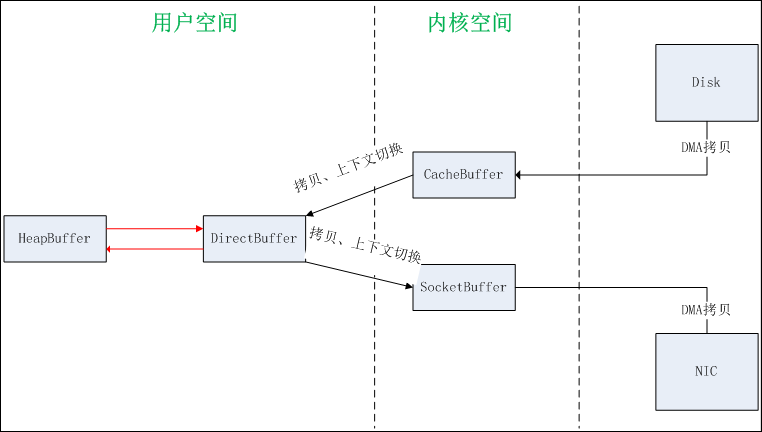 用户空间
内核空间
Disk
DMA拷贝
拷贝、上下文切换
CacheBuffer
HeapBuffer
DirectBuffer
拷贝、上下文切换
SocketBuffer
DMA拷贝
NIC